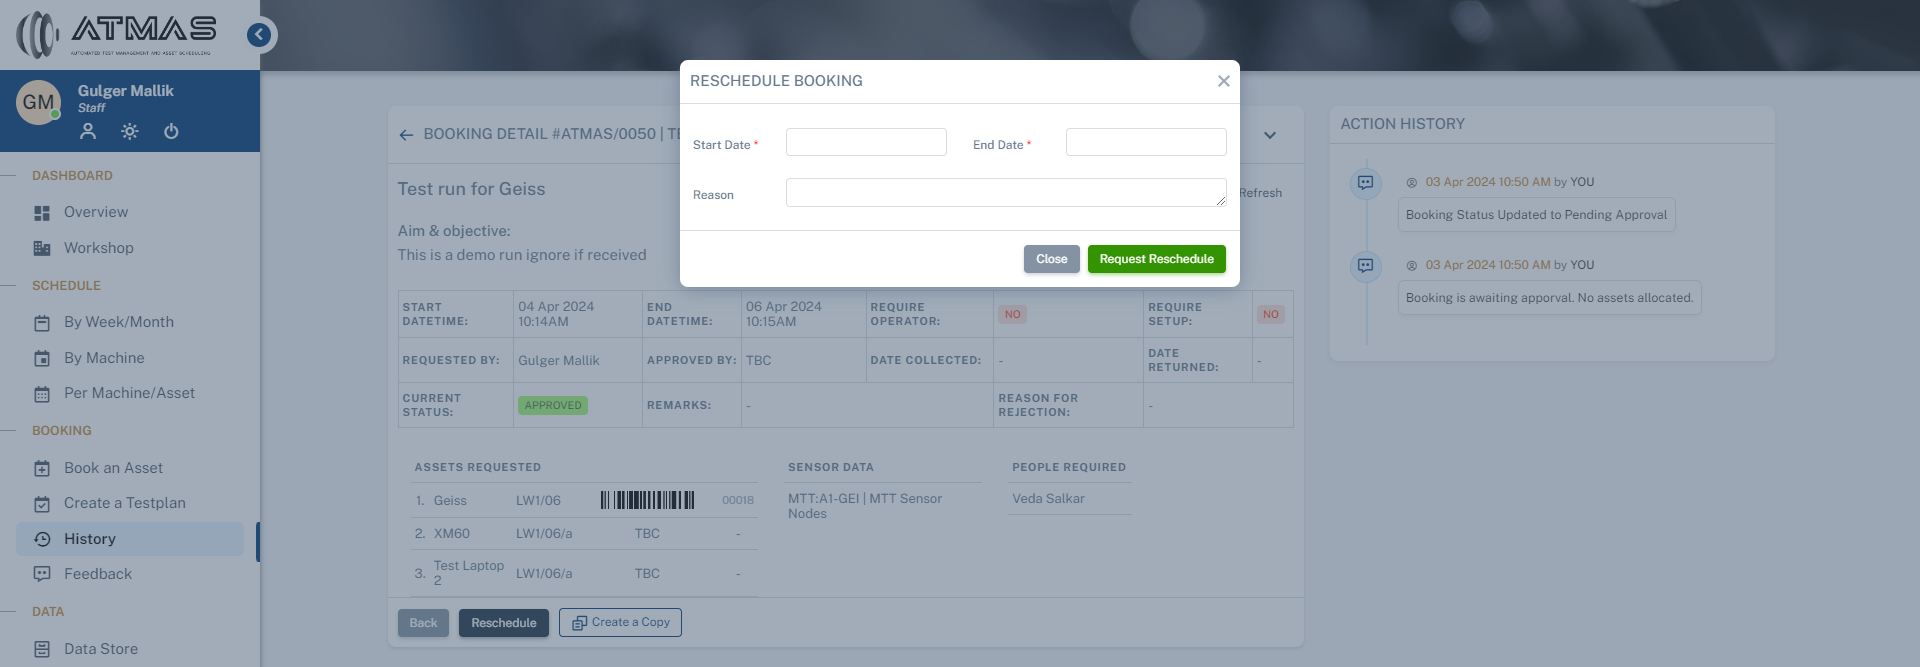 ATMAS
AUTOMATED TEST MANAGEMENT AND ASSET SCHEDULING
GM
Gulger Mallik
Staff
DASHBOARD
Overview
Workshop
SCHEDULE
By Week/Month
By Machine
Per Machine/Asset
BOOKING
Book an Asset
Create a Testplan
History
Feedback
DATA
Data Store
RESCHEDULE BOOKING
Start Date *
End Date *
Reason
Close
Request Reschedule
BOOKING DETAIL #ATMAS/0050 |
Test run for Geiss
Refresh
Aim & objective:
This is a demo run ignore if received
START DATETIME: 04 Apr 2024 10:14AM END DATETIME: 06 Apr 2024 10:15AM REQUIRE OPERATOR: NO REQUIRE SETUP: NO
REQUESTED BY: Gulger Mallik APPROVED BY: TBC DATE COLLECTED: - DATE RETURNED: -
CURRENT STATUS: APPROVED REMARKS: - REASON FOR REJECTION: -
ASSETS REQUESTED
1. Geiss LW1/06 00018
2. XM60 LW1/06/a TBC -
3. Test Laptop 2 LW1/06/a TBC -
SENSOR DATA
MTT:A1-GEI | MTT Sensor
Nodes
PEOPLE REQUIRED
Veda Salkar
Back
Reschedule
Create a Copy
ACTION HISTORY
03 Apr 2024 10:50 AM by YOU
Booking Status Updated to Pending Approval
03 Apr 2024 10:50 AM by YOU
Booking is awaiting apporval. No assets allocated.